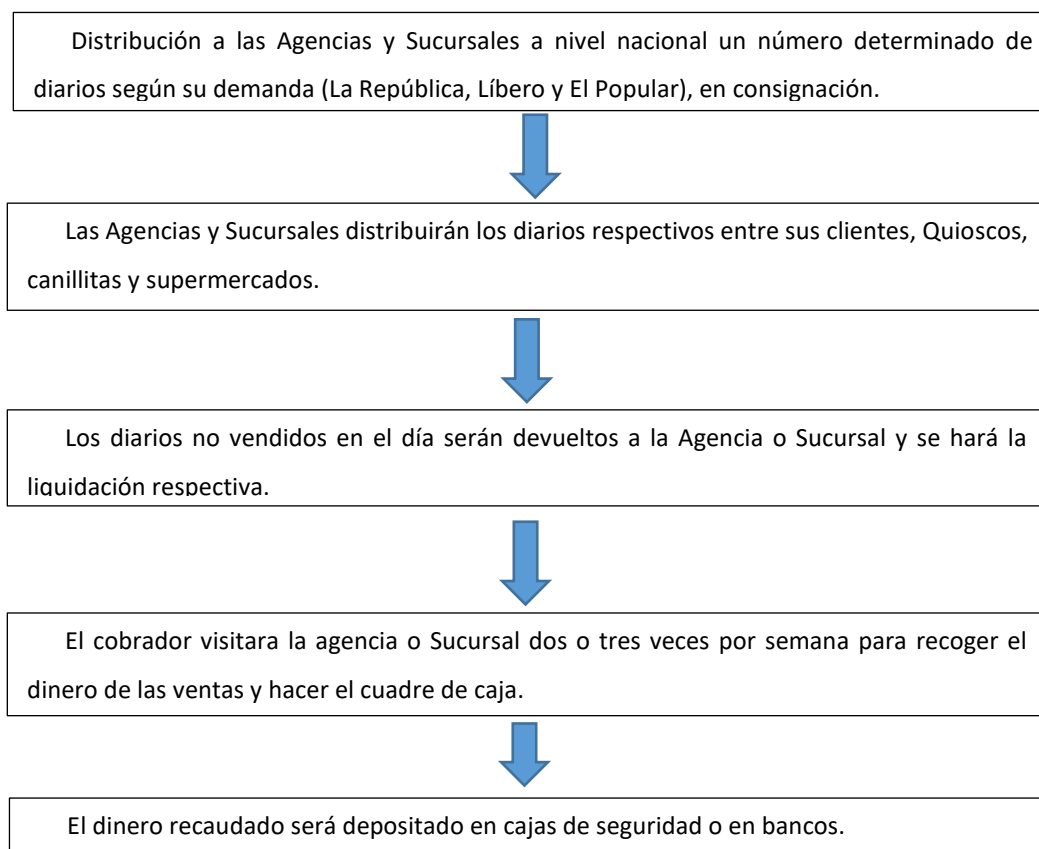 Distribución a las Agencias y Sucursales a nivel nacional un número determinado de
diarios según su demanda (La República, Líbero y El Popular), en consignación.
Las Agencias y Sucursales distribuirán los diarios respectivos entre sus clientes, Quioscos,
canillitas y supermercados.
Los diarios no vendidos en el día serán devueltos a la Agencia o Sucursal y se hará la
liquidación respectiva.
El cobrador visitara la agencia o Sucursal dos o tres veces por semana para recoger el
dinero de las ventas y hacer el cuadre de caja.
El dinero recaudado será depositado en cajas de seguridad o en bancos.